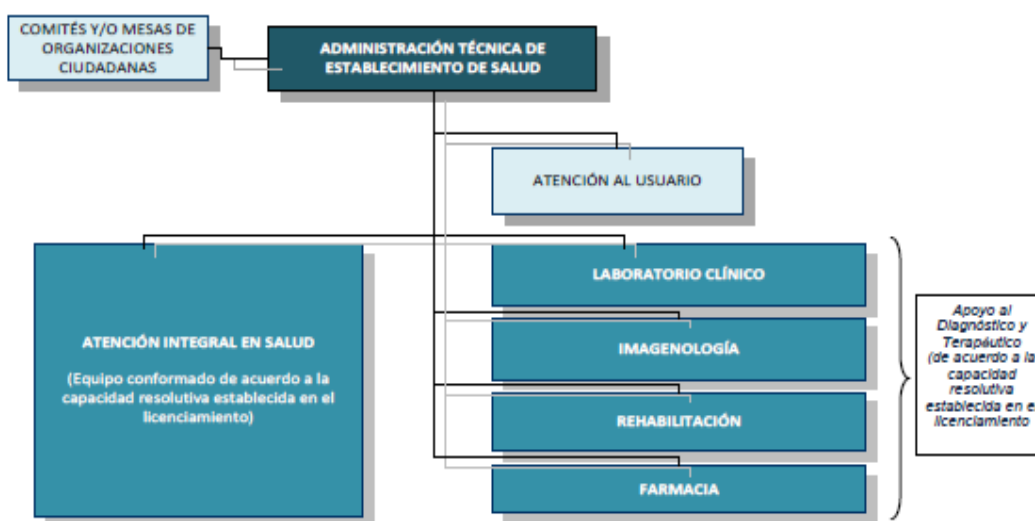 COMITÉS Y/O MESAS DE
ORGANIZACIONES
CIUDADANAS
ADMINISTRACIÓN TÉCNICA DE
ESTABLECIMIENTO DE SALUD
ATENCIÓN AL USUARIO
ATENCIÓN INTEGRAL EN SALUD
(Equipo conformado de acuerdo a la
capacidad resolutiva establecida en el
licenciamiento)
LABORATORIO CLÍNICO
IMAGENOLOGÍA
REHABILITACIÓN
FARMACIA
Apoyo al
Diagnóstico y
Terapéutico
(de acuerdo a la
capacidad
resolutiva
establecida en el
licenciamiento